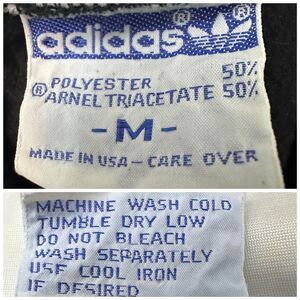 adidas®
®
POLYESTER 50%
® ARNEL TRIACETATE 50%
-M-
MADE IN USA-CARE OVER
MACHINE WASH COLD
TUMBLE DRY LOW
DO NOT BLEACH
WASH SEPARATELY
USE COOL IRON
IF DESIRED